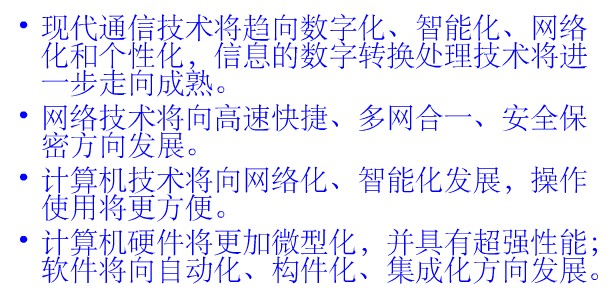 • 现代通信技术将趋向数字化、智能化、网络
化和个性化，信息的数字转换处理技术将进
一步走向成熟。
• 网络技术将向高速快捷、多网合一、安全保
密方向发展。
• 计算机技术将向网络化、智能化发展，操作
使用将更方便。
• 计算机硬件将更加微型化，并具有超强性能；
软件将向自动化、构件化、集成化方向发展。